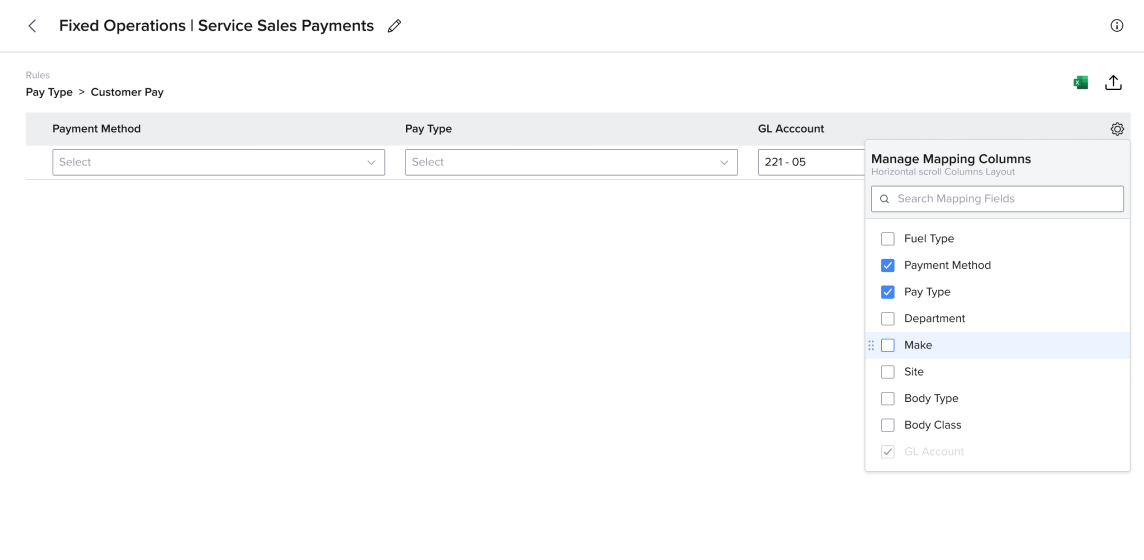 Fixed Operations | Service Sales Payments
Rules
Pay Type > Customer Pay
Payment Method Pay Type GL Acccount
Select Select 221 - 05
Manage Mapping Columns
Horizontal scroll Columns Layout
Search Mapping Fields
Fuel Type
Payment Method
Pay Type
Department
Make
Site
Body Type
Body Class
GL Account